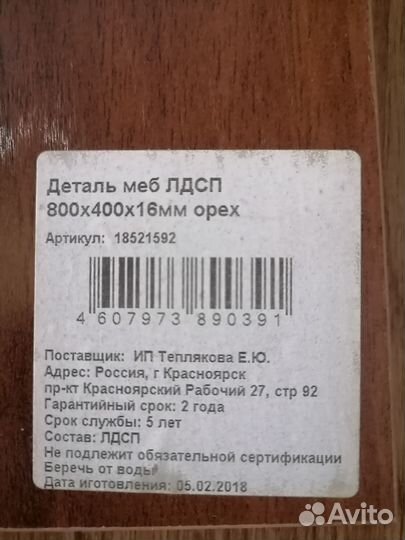 Деталь меб ЛДСП
800х400х16мм орех
Артикул: 18521592
4 607973 890391
Поставщик: ИП Теплякова Е.Ю.
Адрес: Россия, г Красноярск
пр-кт Красноярский Рабочий 27, стр 92
Гарантийный срок: 2 года
Срок службы: 5 лет
Состав: ЛДСП
Не подлежит обязательной сертификации
Беречь от воды
Дата иготовления: 05.02.2018
Avito